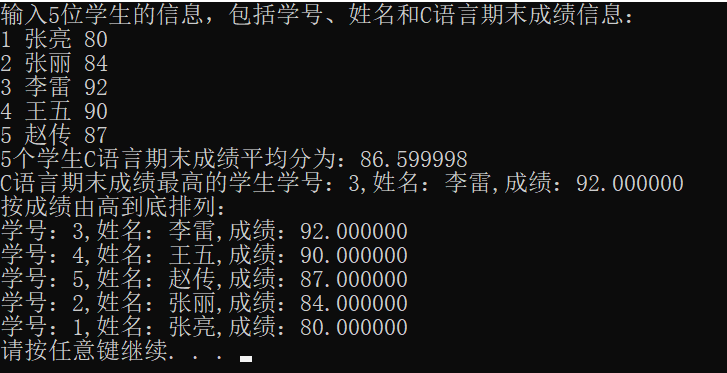 输入5位学生的信息，包括学号、姓名和C语言期末成绩信息：
1 张亮 80
2 张丽 84
3 李雷 92
4 王五 90
5 赵传 87
5个学生C语言期末成绩平均分为：86.599998
C语言期末成绩最高的学生学号：3,姓名：李雷,成绩：92.000000
按成绩由高到底排列：
学号：3,姓名：李雷,成绩：92.000000
学号：4,姓名：王五,成绩：90.000000
学号：5,姓名：赵传,成绩：87.000000
学号：2,姓名：张丽,成绩：84.000000
学号：1,姓名：张亮,成绩：80.000000
请按任意键继续. . .